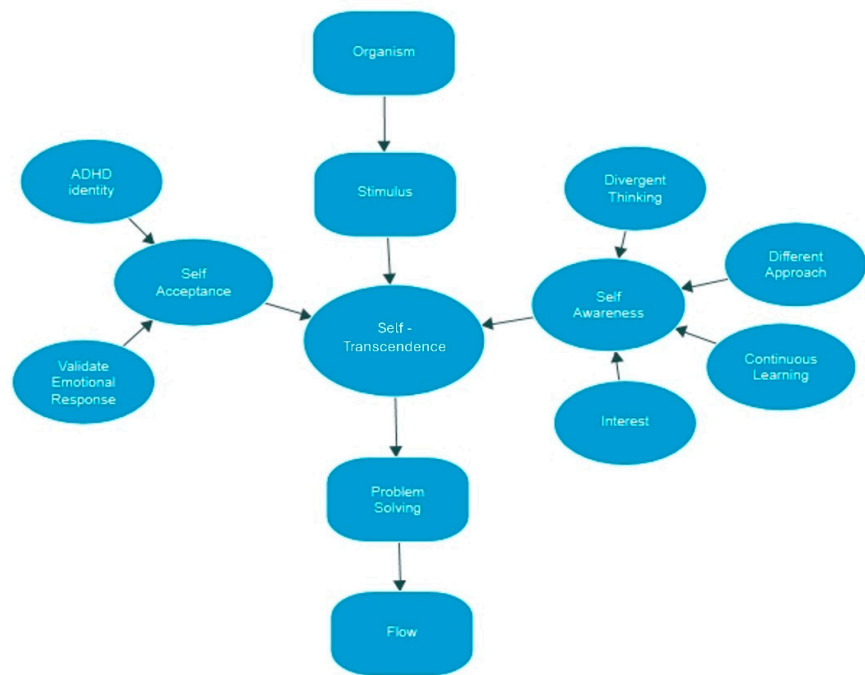 Organism
ADHD
identity
Stimulus
Divergent
Thinking
Self
Acceptance
Different
Approach
Self
Awareness
Self -
Transcendence
Validate
Emotional
Response
Continuous
Learning
Interest
Problem
Solving
Flow